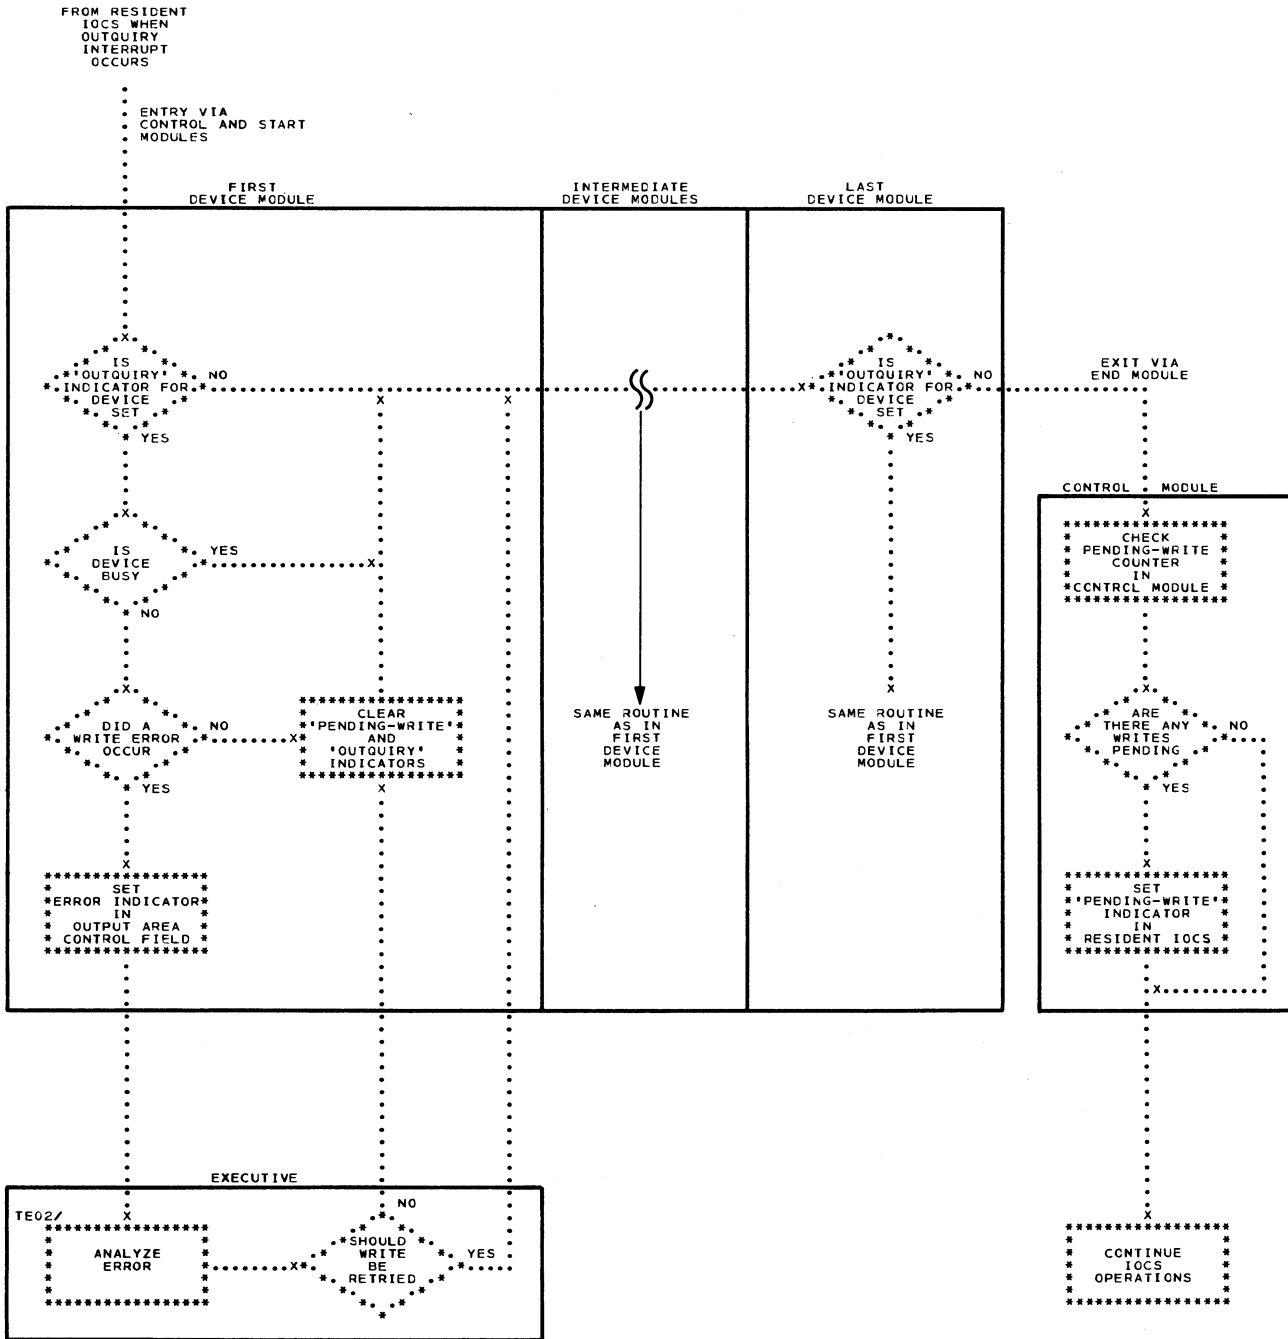 FROM RESIDENT
IOCS WHEN
OUTQUIRY
INTERRUPT
OCCURS
ENTRY VIA
CONTROL AND START
MODULES
FIRST
DEVICE MODULE
INTERMEDIATE
DEVICE MODULES
LAST
DEVICE MODULE
IS
'OUTQUIRY'
INDICATOR FOR
DEVICE
SET
NO
YES
IS
'OUTQUIRY'
INDICATOR FOR
DEVICE
SET
NO
YES
EXIT VIA
END MODULE
IS
DEVICE
BUSY
YES
NO
CONTROL MODULE
CHECK
PENDING-WRITE
COUNTER
IN
CONTROL MODULE
DID A
WRITE ERROR
OCCUR
NO
YES
CLEAR
'PENDING-WRITE'
AND
'OUTQUIRY'
INDICATORS
SAME ROUTINE
AS IN
FIRST
DEVICE
MODULE
SAME ROUTINE
AS IN
FIRST
DEVICE
MODULE
ARE
THERE ANY
WRITES
PENDING
NO
YES
SET
ERROR INDICATOR
IN
OUTPUT AREA
CONTROL FIELD
SET
'PENDING-WRITE'
INDICATOR
IN
RESIDENT IOCS
EXECUTIVE
TE02/
ANALYZE
ERROR
NO
SHOULD
WRITE
BE
RETRIED
YES
CONTINUE
IOCS
OPERATIONS